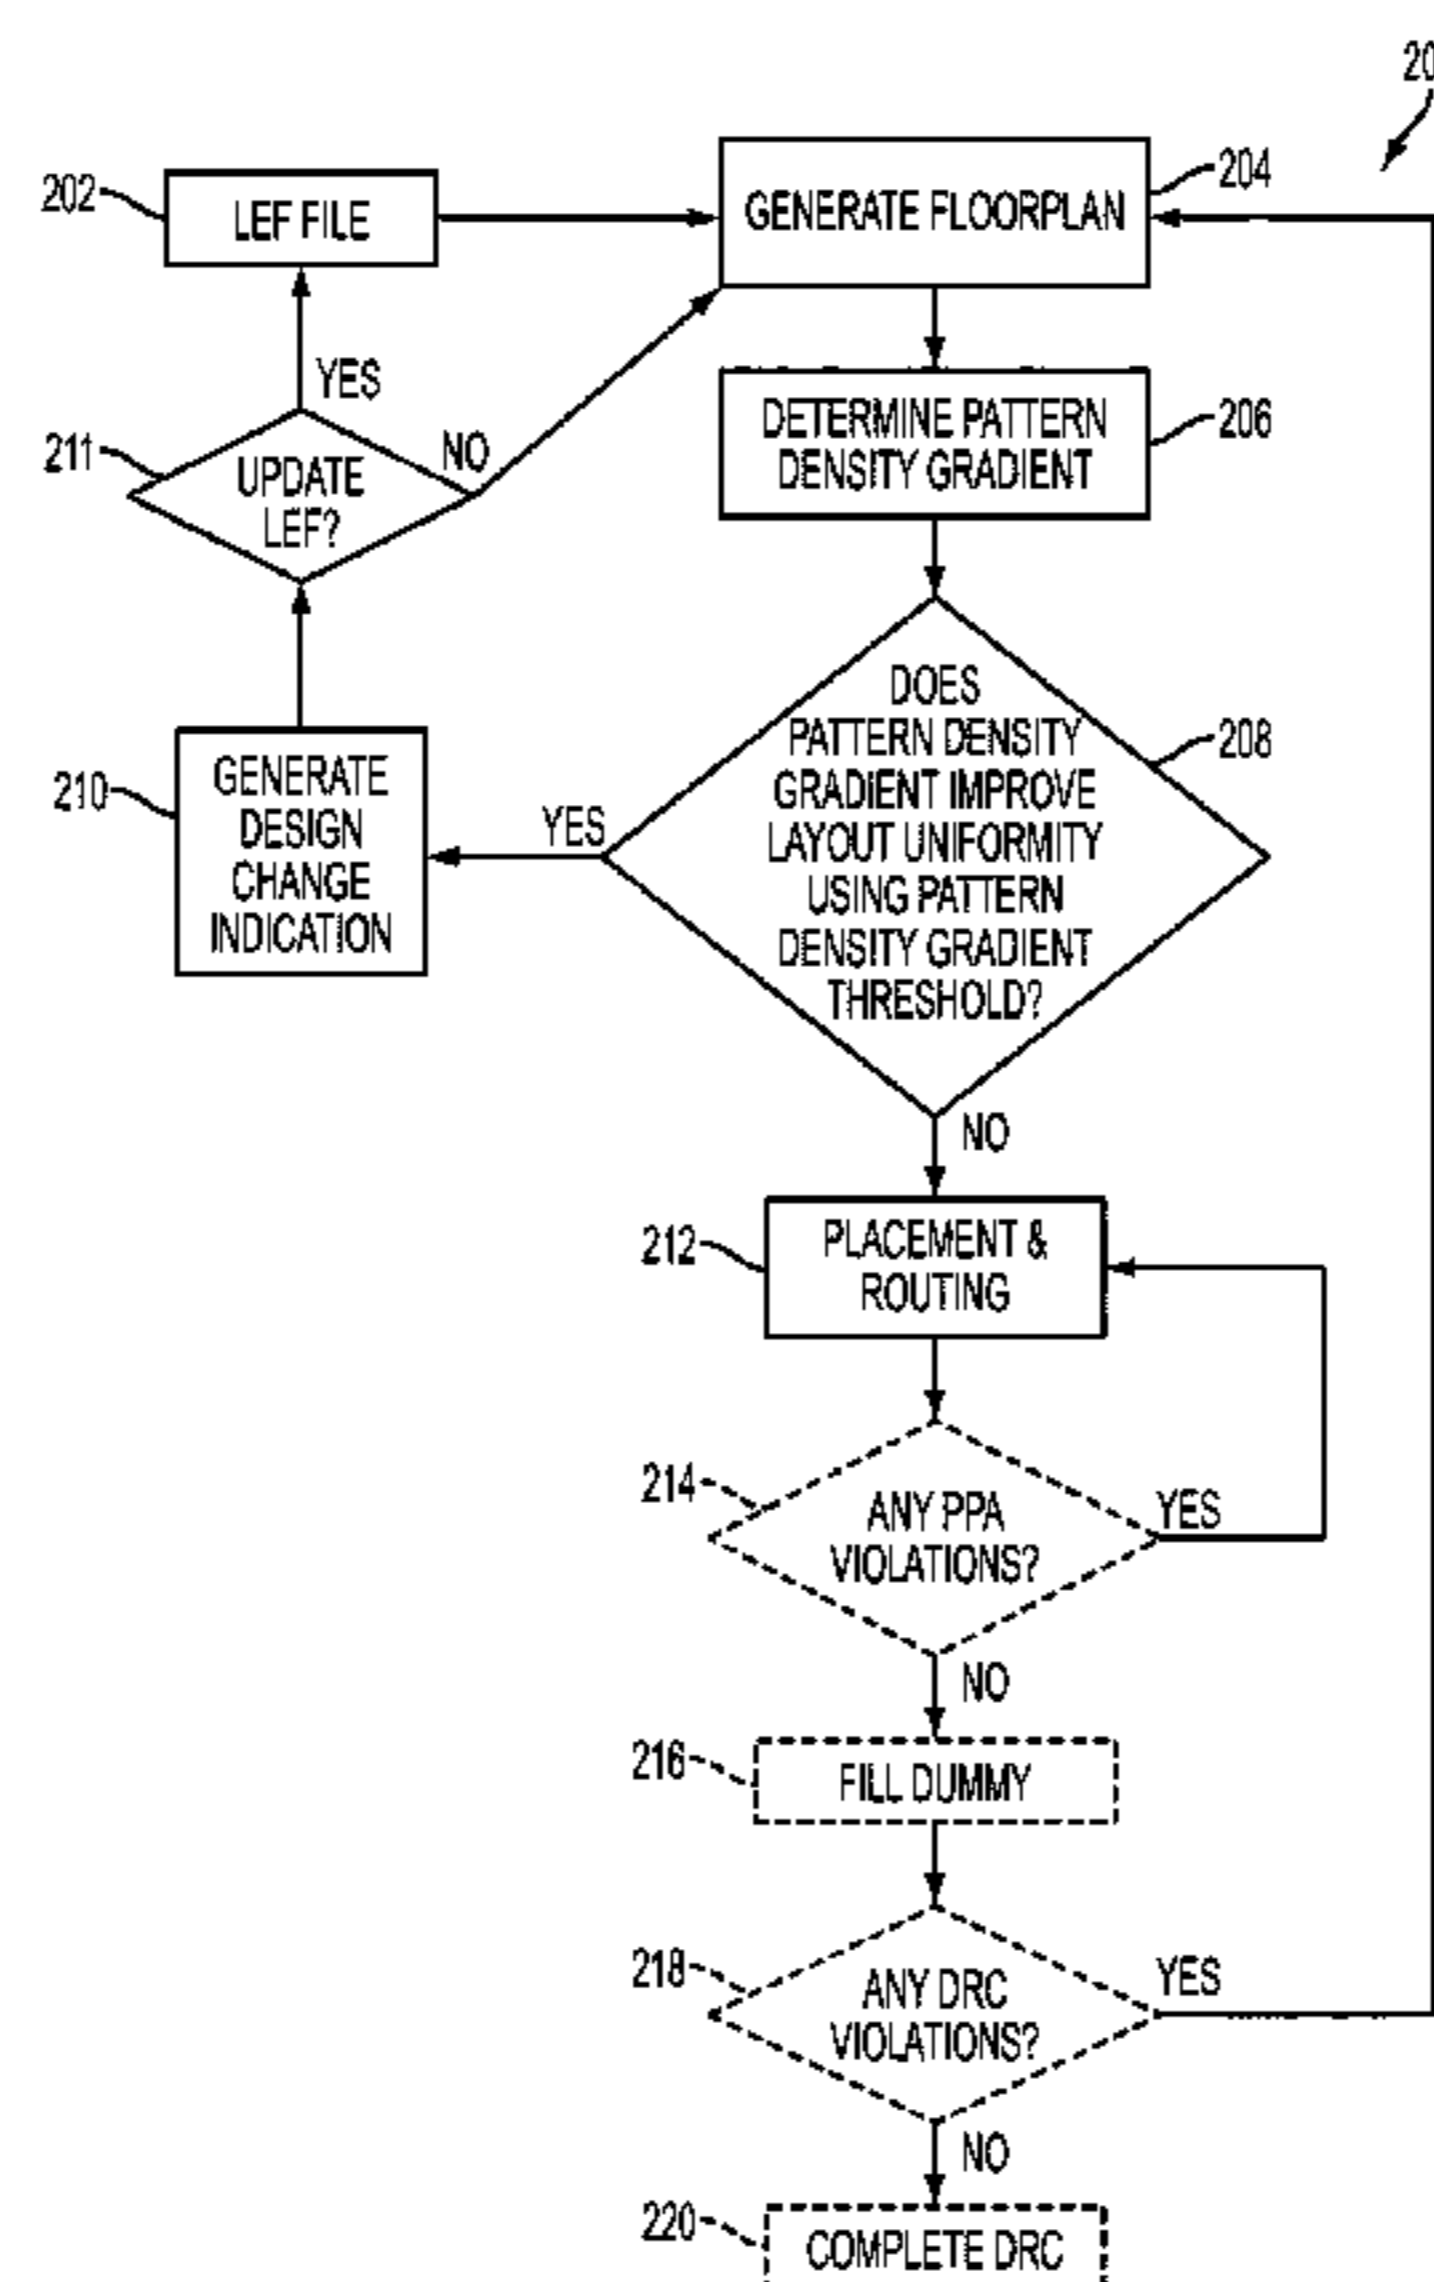 202
LEF FILE
GENERATE FLOORPLAN
204
YES
211
UPDATE
LEF?
NO
DETERMINE PATTERN
DENSITY GRADIENT
206
DOES
PATTERN DENSITY
GRADIENT IMPROVE
LAYOUT UNIFORMITY
USING PATTERN
DENSITY GRADIENT
THRESHOLD?
208
YES
210
GENERATE
DESIGN
CHANGE
INDICATION
NO
212
PLACEMENT &
ROUTING
214
ANY PPA
VIOLATIONS?
YES
NO
216
FILL DUMMY
218
ANY DRC
VIOLATIONS?
YES
NO
220
COMPLETE DRC